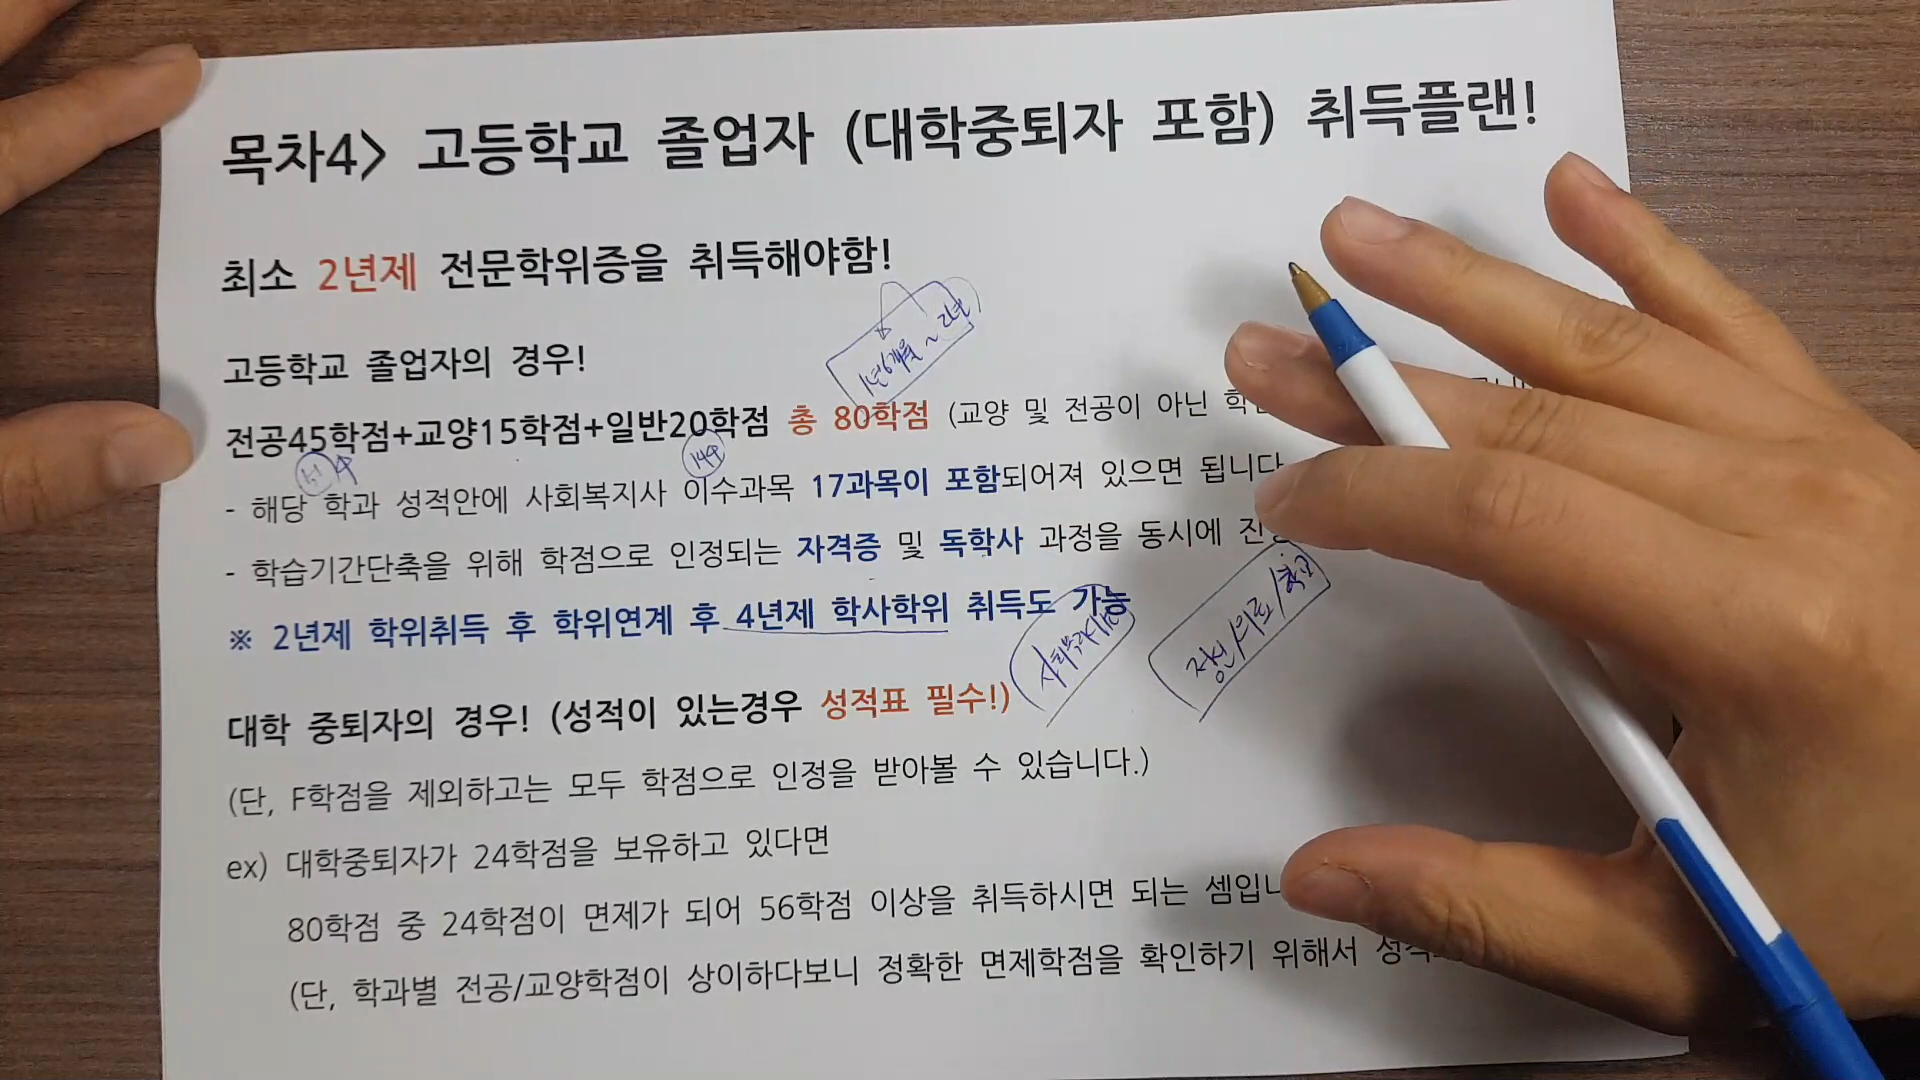 목차4> 고등학교 졸업자 (대학중퇴자 포함) 취득플랜!
최소 2년제 전문학위증을 취득해야함!
고등학교 졸업자의 경우!
1년6개월 ~ 2년
전공45학점+교양15학점+일반20학점 총 80학점 (교양 및 전공이 아닌
- 해당 학과 성적안에 사회복지사 이수과목 17과목이 포함되어져 있으면 됩니다
- 학습기간단축을 위해 학점으로 인정되는 자격증 및 독학사 과정을 동시에
※ 2년제 학위취득 후 학위연계 후 4년제 학사학위 취득도 가능
정신/의료/학교
대학 중퇴자의 경우! (성적이 있는경우 성적표 필수!)
(단, F학점을 제외하고는 모두 학점으로 인정을 받아볼 수 있습니다.)
ex) 대학중퇴자가 24학점을 보유하고 있다면
80학점 중 24학점이 면제가 되어 56학점 이상을 취득하시면 되는
(단, 학과별 전공/교양학점이 상이하다보니 정확한 면제학점을 확인하기 위해서